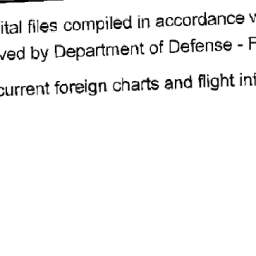 ital files compiled in accordance w
ved by Department of Defense - F
current foreign charts and flight inf